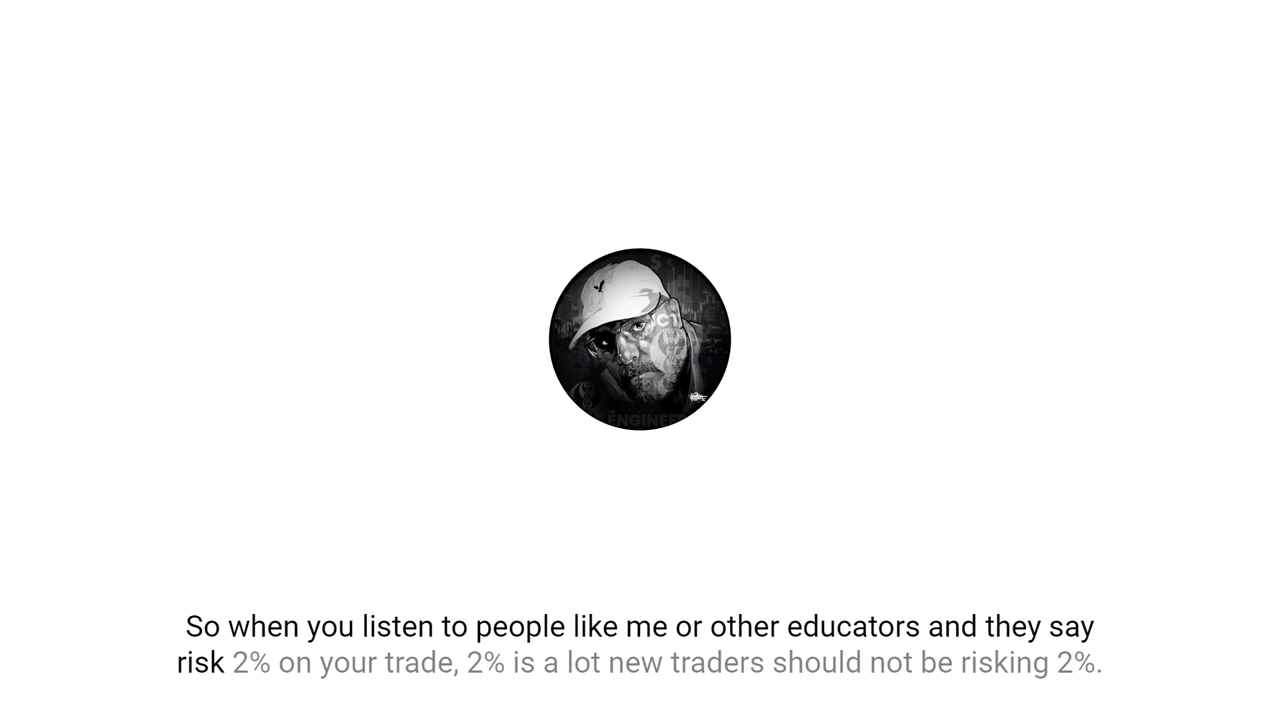 ENGINEE
So when you listen to people like me or other educators and they say
risk 2% on your trade, 2% is a lot new traders should not be risking 2%.